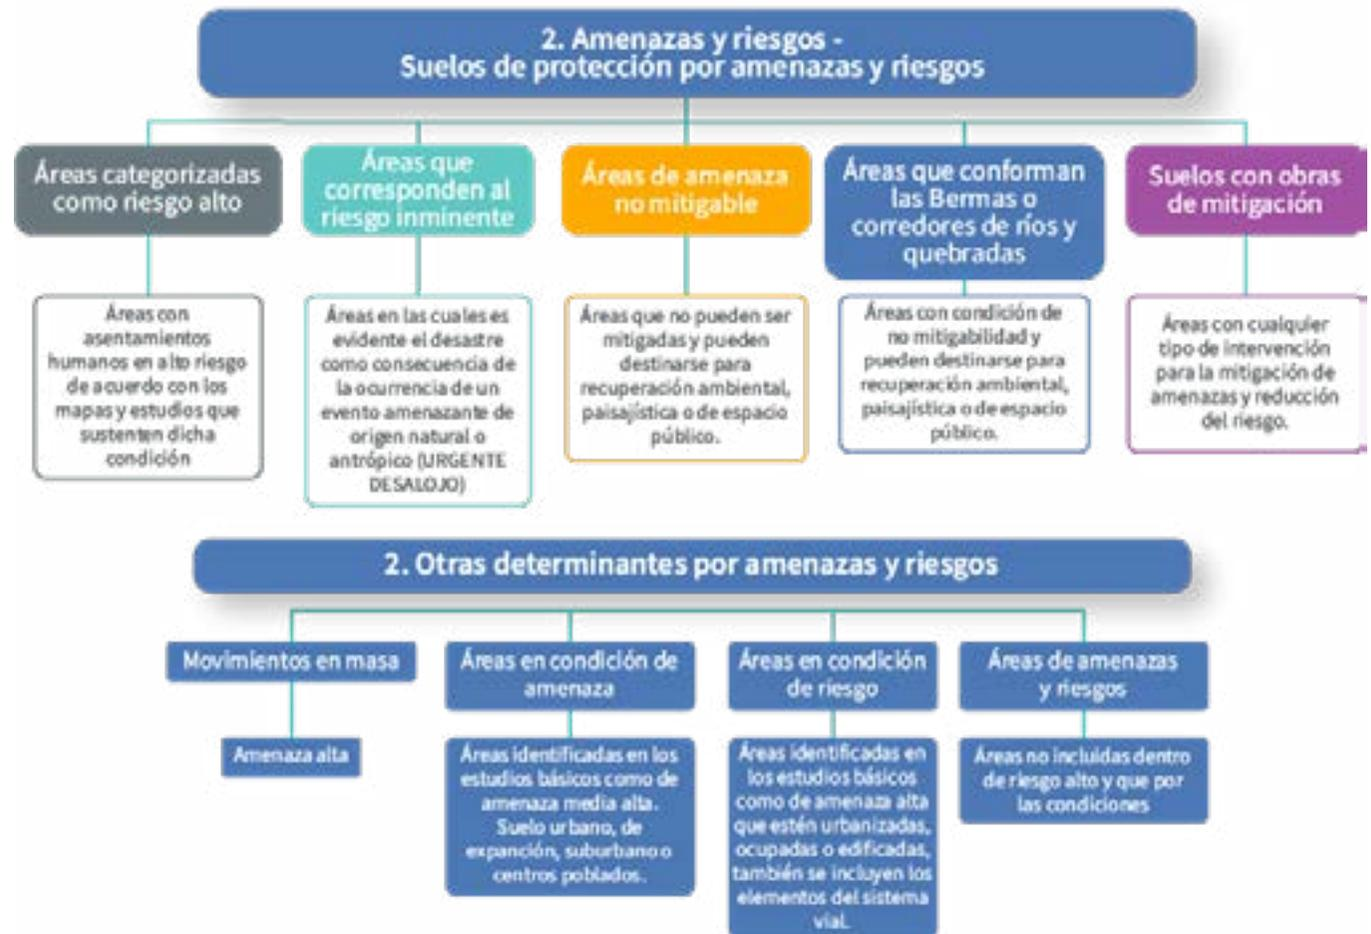 2. Amenazas y riesgos -
Suelos de protección por amenazas y riesgos
Áreas categorizadas
como riesgo alto
Áreas que
corresponden al
riesgo inminente
Áreas de amenaza
no mitigable
Áreas que conforman
las Bermas o
corredores de ríos y
quebradas
Suelos con obras
de mitigación
Áreas con
asentamientos
humanos en alto riesgo
de acuerdo con los
mapas y estudios que
sustenten dicha
condición
Áreas en las cuales es
evidente el desastre
como consecuencia de
la ocurrencia de un
evento amenazante de
origen natural o
antrópico (URGENTE
DESALOJO)
Áreas que no pueden ser
mitigadas y pueden
destinarse para
recuperación ambiental,
paisajística o de espacio
público.
Áreas con condición de
no mitigabilidad y
pueden destinarse para
recuperación ambiental,
paisajística o de espacio
público.
Áreas con cualquier
tipo de intervención
para la mitigación de
amenazas y reducción
del riesgo.
2. Otras determinantes por amenazas y riesgos
Movimientos en masa
Áreas en condición de
amenaza
Áreas en condición
de riesgo
Áreas de amenazas
y riesgos
Amenaza alta
Áreas identificadas en los
estudios básicos como de
amenaza media alta.
Suelo urbano, de
expanción, suburbano o
centros poblados.
Áreas identificadas en
los estudios básicos
como de amenaza alta
que estén urbanizadas,
ocupadas o edificadas,
también se incluyen los
elementos del sistema
vial.
Áreas no incluidas dentro
de riesgo alto y que por
las condiciones